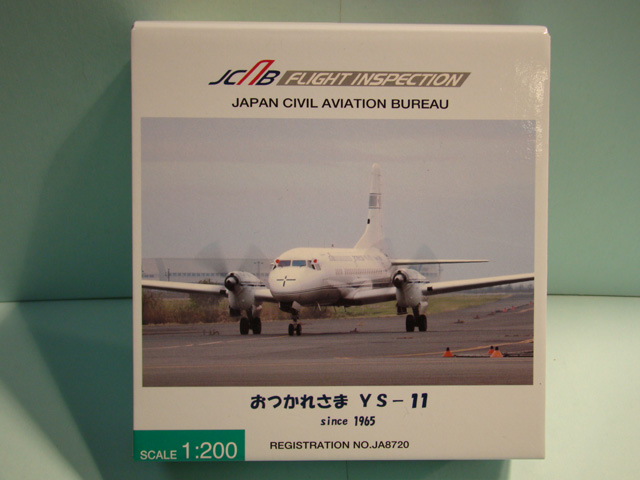 JCAB FLIGHT INSPECTION
JAPAN CIVIL AVIATION BUREAU
おつかれさま YS-11
since 1965
SCALE 1:200
REGISTRATION NO.JA8720